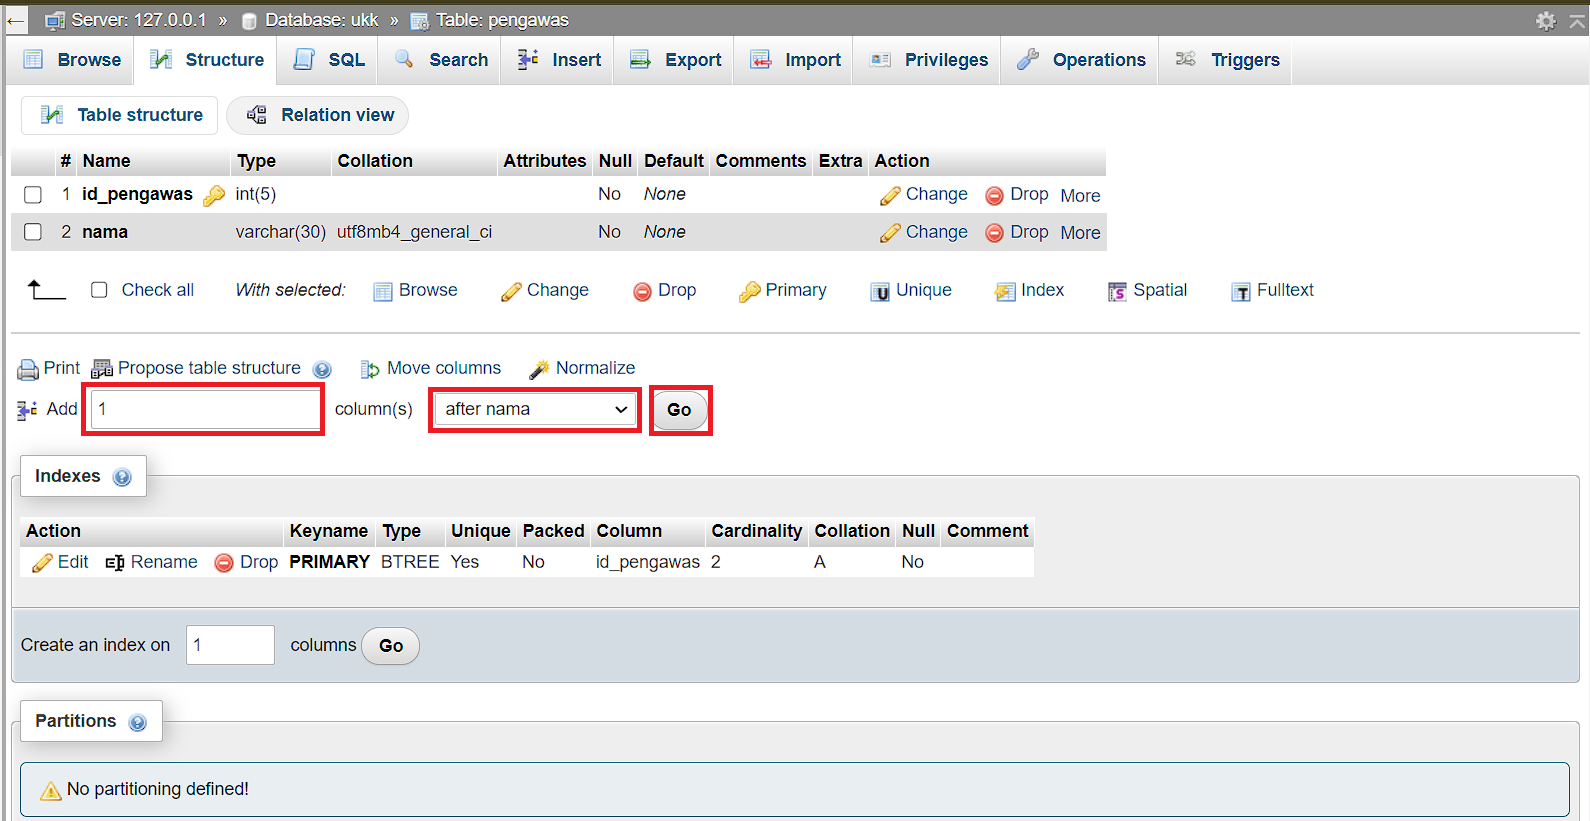 ← Server: 127.0.0.1 » Database: ukk » Table: pengawas
Browse Structure SQL Search Insert Export Import Privileges Operations Triggers
Table structure Relation view
# Name Type Collation Attributes Null Default Comments Extra Action
1 id_pengawas int(5) No None Change Drop More
2 nama varchar(30) utf8mb4_general_ci No None Change Drop More
Check all With selected: Browse Change Drop Primary Unique Index Spatial Fulltext
Print Propose table structure Move columns Normalize
Add 1 column(s) after nama Go
Indexes
Action Keyname Type Unique Packed Column Cardinality Collation Null Comment
Edit Rename Drop PRIMARY BTREE Yes No id_pengawas 2 A No
Create an index on 1 columns Go
Partitions
No partitioning defined!